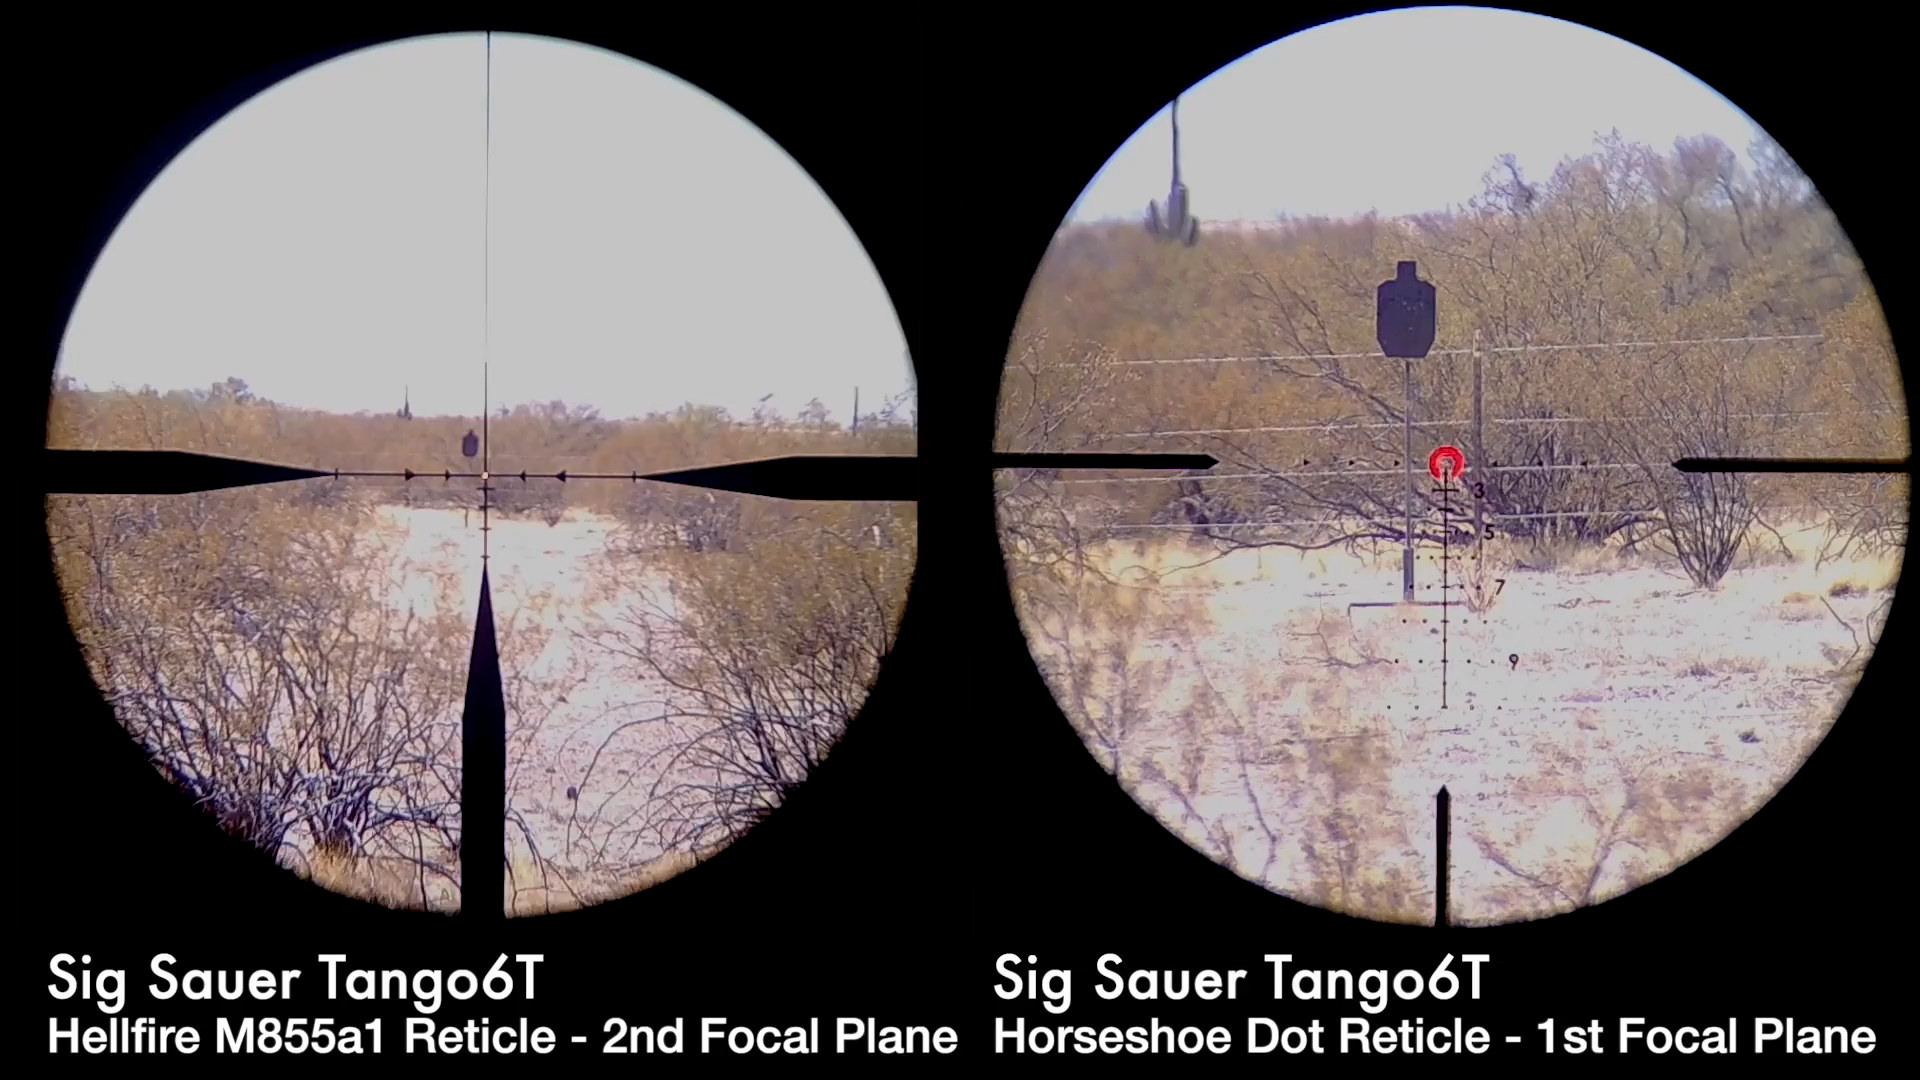 3
5
7
9
Sig Sauer Tango6T
Hellfire M855a1 Reticle - 2nd Focal Plane
Sig Sauer Tango6T
Horseshoe Dot Reticle - 1st Focal Plane